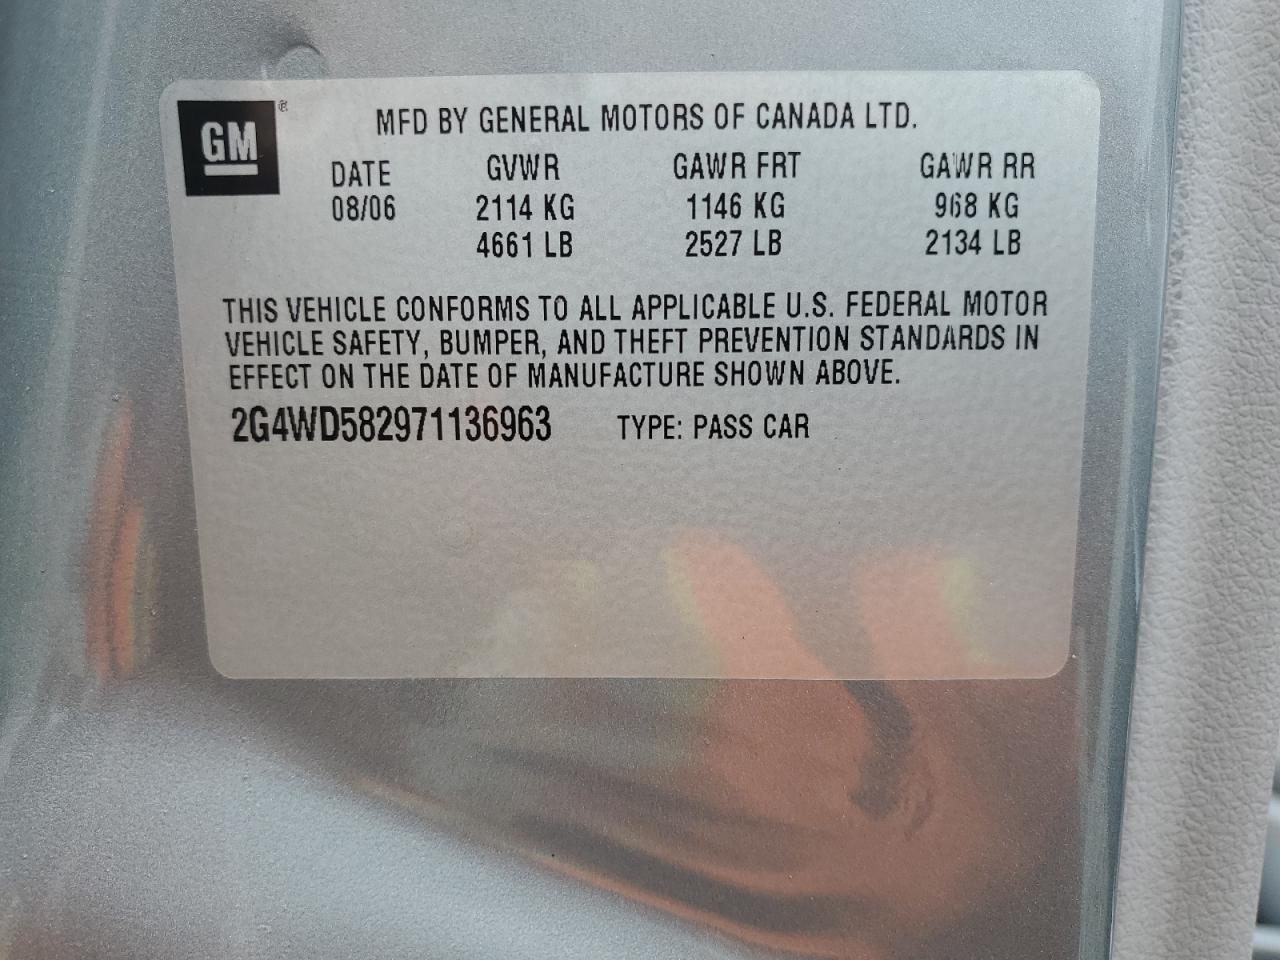 GM ®
MFD BY GENERAL MOTORS OF CANADA LTD.
DATE GVWR GAWR FRT GAWR RR
08/06 2114 KG 1146 KG 968 KG
4661 LB 2527 LB 2134 LB
THIS VEHICLE CONFORMS TO ALL APPLICABLE U.S. FEDERAL MOTOR
VEHICLE SAFETY, BUMPER, AND THEFT PREVENTION STANDARDS IN
EFFECT ON THE DATE OF MANUFACTURE SHOWN ABOVE.
2G4WD582971136963 TYPE: PASS CAR